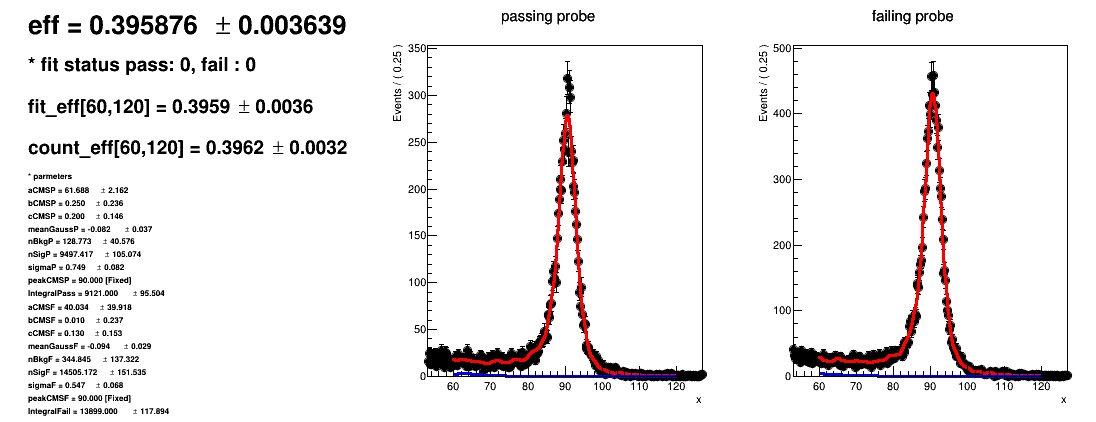 eff = 0.395876 ± 0.003639
* fit status pass: 0, fail : 0
fit_eff[60,120] = 0.3959 ± 0.0036
count_eff[60,120] = 0.3962 ± 0.0032
* parmeters
aCMSP = 61.688 ± 2.162
bCMSP = 0.250 ± 0.236
cCMSP = 0.200 ± 0.146
meanGaussP = -0.082 ± 0.037
nBkgP = 128.773 ± 40.576
nSigP = 9497.417 ± 105.074
sigmaP = 0.749 ± 0.082
peakCMSP = 90.000 [Fixed]
IntegralPass = 9121.000 ± 95.504
aCMSF = 40.034 ± 39.918
bCMSF = 0.010 ± 0.237
cCMSF = 0.130 ± 0.153
meanGaussF = -0.094 ± 0.029
nBkgF = 344.845 ± 137.322
nSigF = 14505.172 ± 151.535
sigmaF = 0.547 ± 0.068
peakCMSF = 90.000 [Fixed]
IntegralFail = 13899.000 ± 117.894
passing probe
Events / ( 0.25 )
350
300
250
200
150
100
50
0
60 70 80 90 100 110 120
x
failing probe
Events / ( 0.25 )
500
400
300
200
100
0
60 70 80 90 100 110 120
x